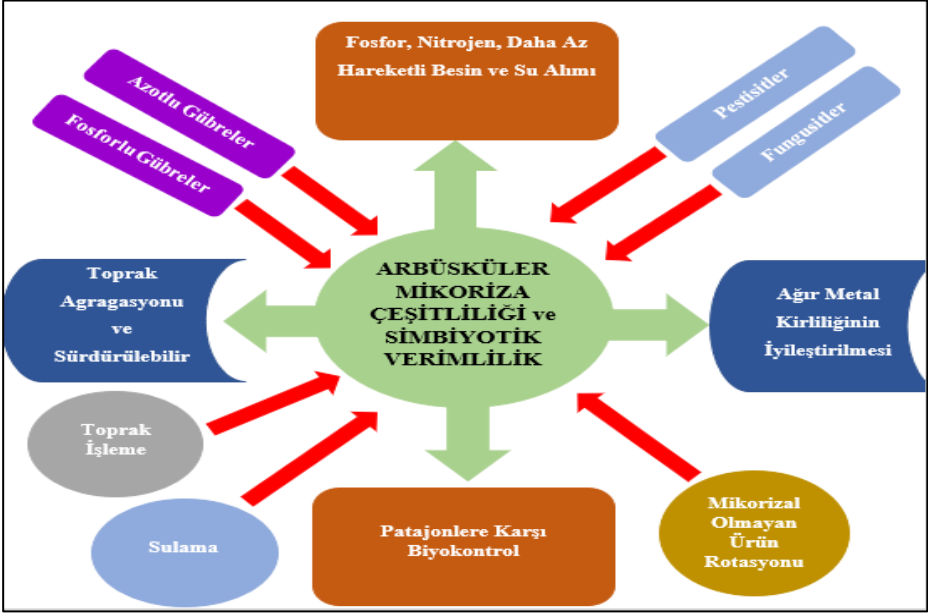 Fosfor, Nitrojen, Daha Az
Hareketli Besin ve Su Alımı
Azotlu Gübreler
Fosforlu Gübreler
Pestisitler
Fungusitler
Toprak
Agragasyonu
ve
Sürdürülebilir
ARBÜSKÜLER
MİKORİZA
ÇEŞİTLİLİĞİ ve
SİMBİYOTİK
VERİMLİLİK
Ağır Metal
Kirliliğinin
İyileştirilmesi
Toprak
İşleme
Sulama
Patajonlere Karşı
Biyokontrol
Mikorizal
Olmayan
Ürün
Rotasyonu